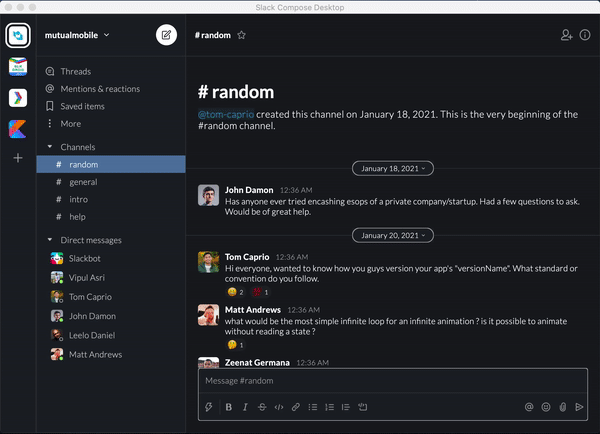 Slack Compose Desktop
mutualmobile
Threads
Mentions & reactions
Saved items
More
Channels
# random
# general
# intro
# help
Direct messages
Slackbot
Vipul Asri
Tom Caprio
John Damon
Leelo Daniel
Matt Andrews
# random
# random
@tom-caprio created this channel on January 18, 2021. This is the very beginning of the
#random channel.
January 18, 2021
John Damon 12:36 AM
Has anyone ever tried encashing esops of a private company/startup. Had a few questions to ask.
Would be of great help.
January 20, 2021
Tom Caprio 12:36 AM
Hi everyone, wanted to know how you guys version your app's "versionName". What standard or
convention do you follow.
2 1
Matt Andrews 12:36 AM
what would be the most simple infinite loop for an infinite animation ? is it possible to animate
without reading a state ?
1
Zeenat Germana 12:36 AM
Message #random
B I S